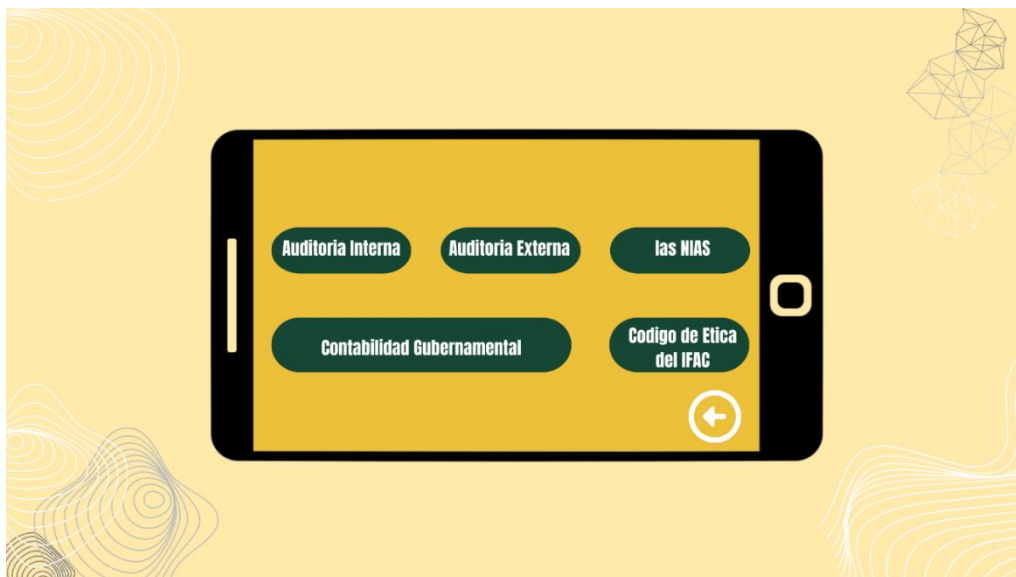 Auditoria Interna
Auditoria Externa
las NIAS
Contabilidad Gubernamental
Codigo de Etica
del IFAC